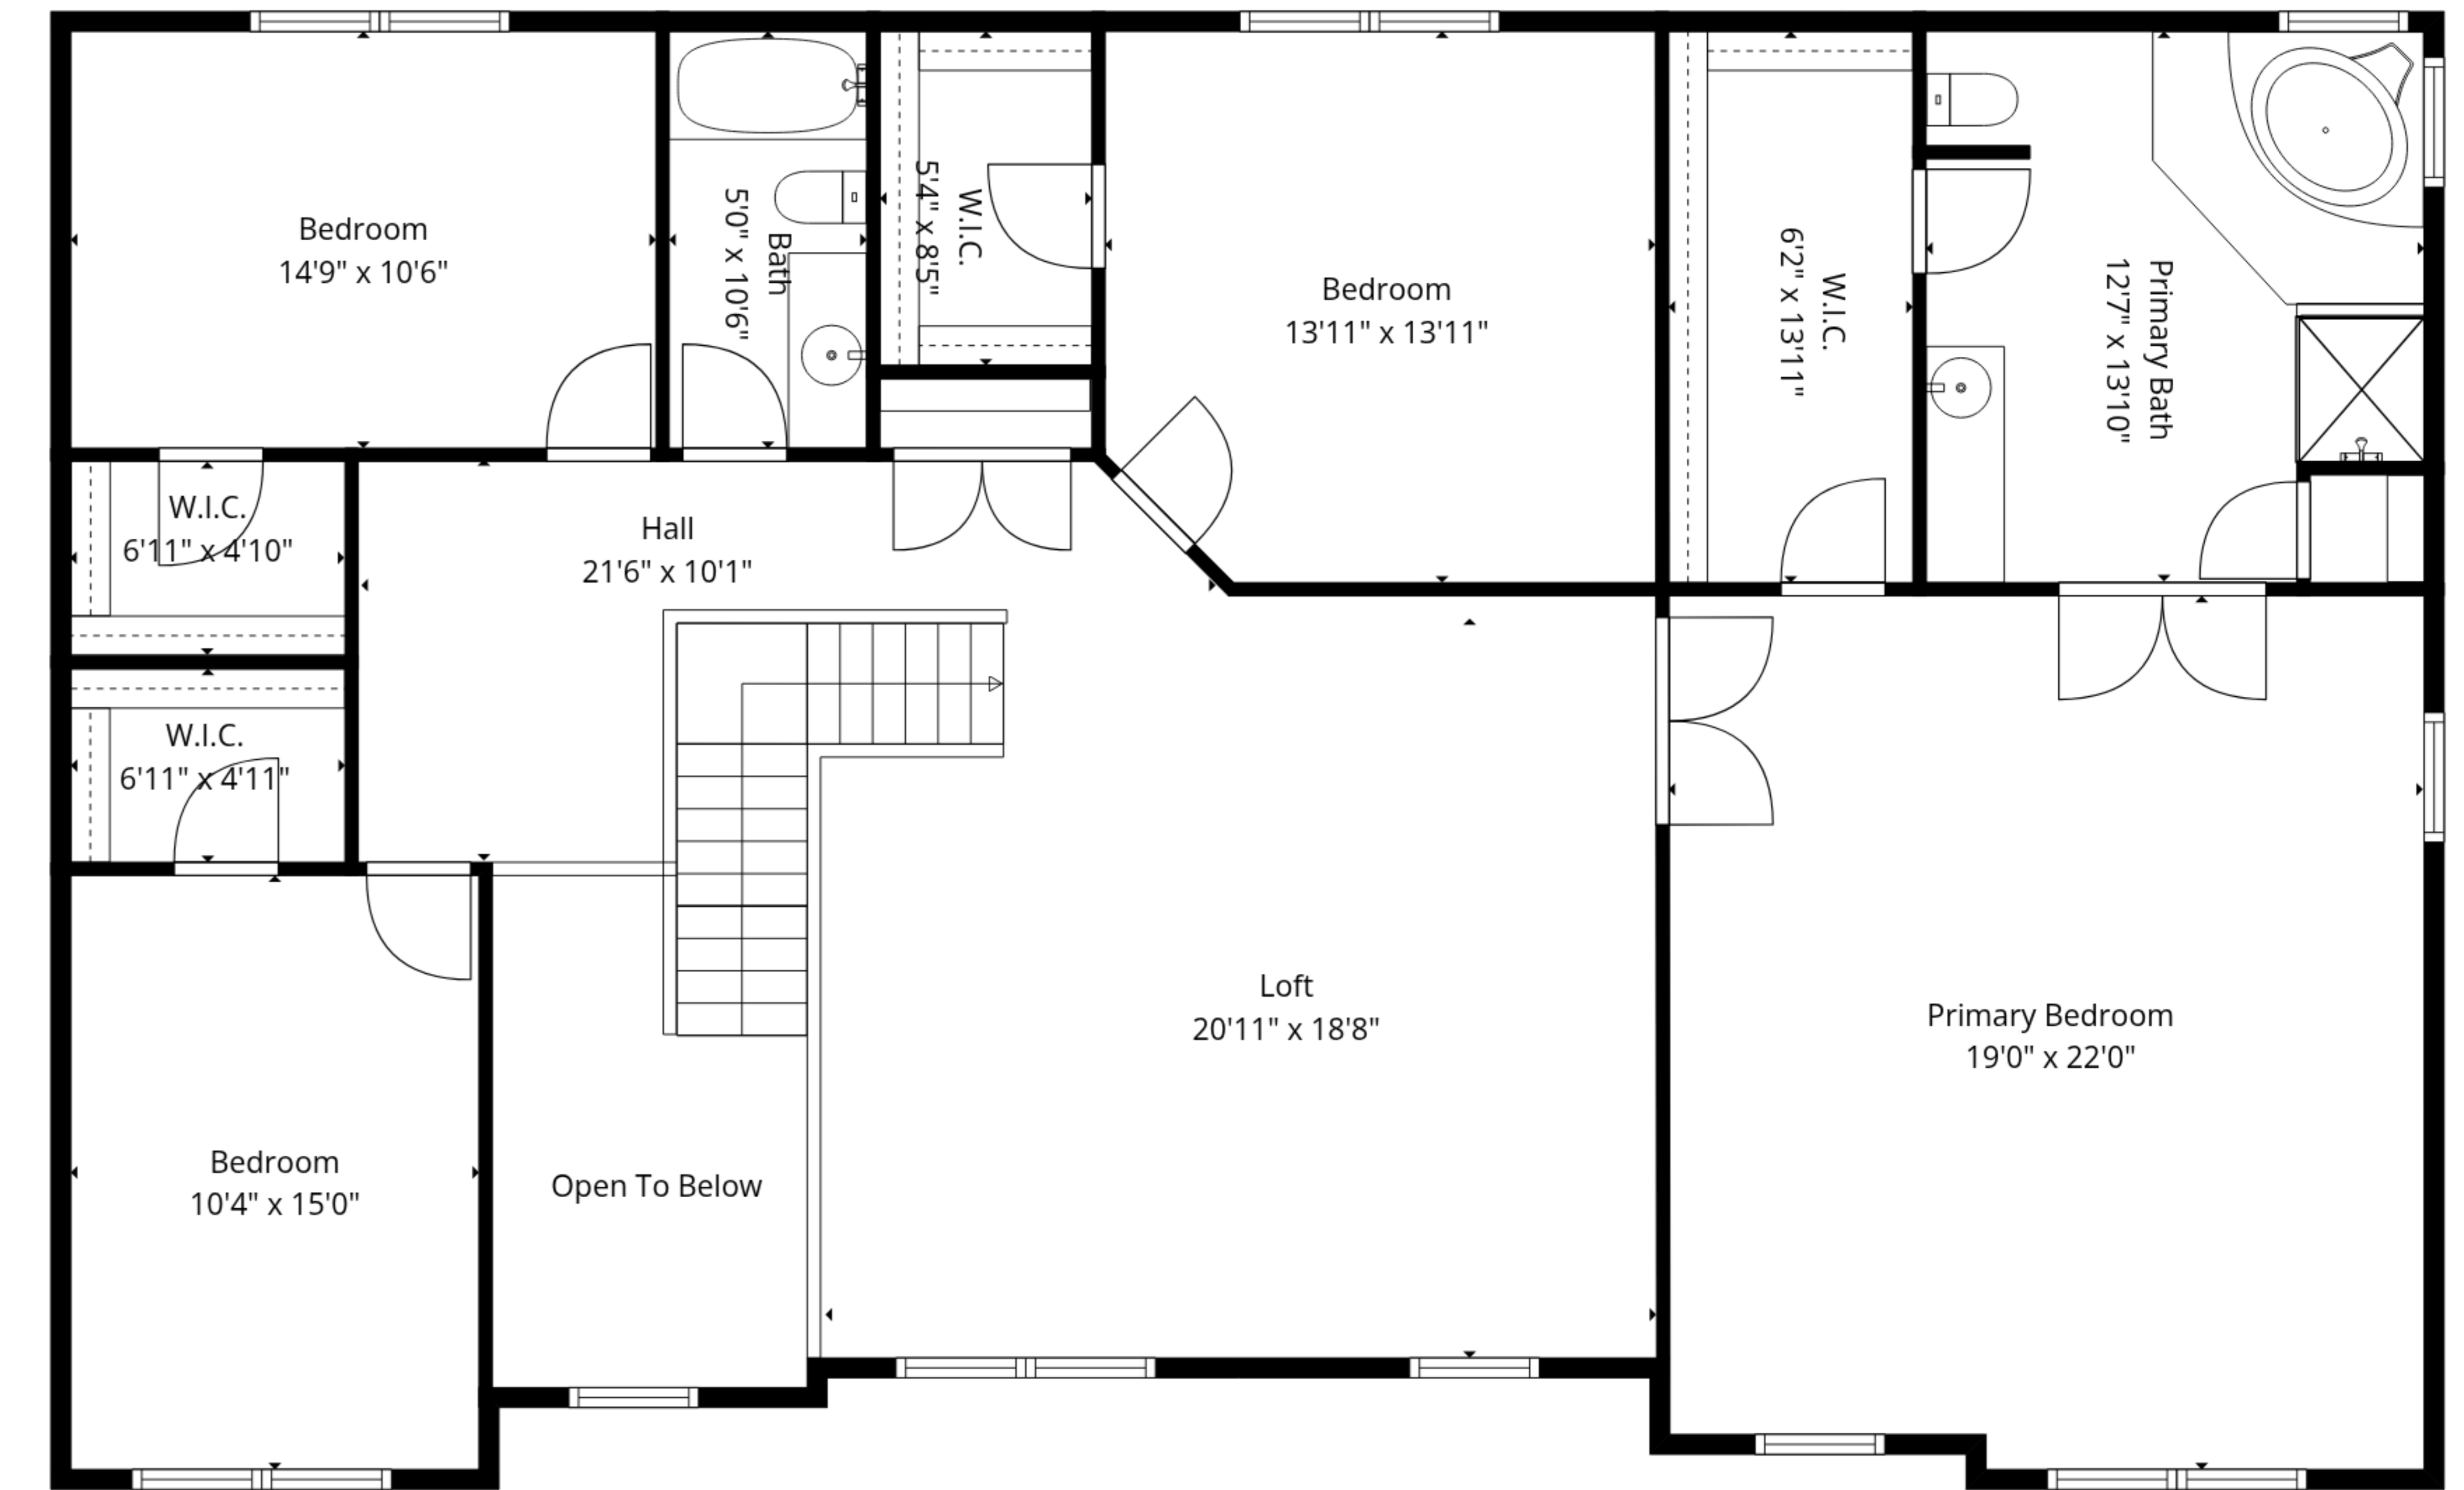 Bedroom
14'9" x 10'6"
Bath
5'0" x 10'6"
W.I.C.
5'4" x 8'5"
Bedroom
13'11" x 13'11"
W.I.C.
6'2" x 13'11"
Primary Bath
12'7" x 13'10"
W.I.C.
6'11" x 4'10"
Hall
21'6" x 10'1"
W.I.C.
6'11" x 4'11"
Loft
20'11" x 18'8"
Primary Bedroom
19'0" x 22'0"
Bedroom
10'4" x 15'0"
Open To Below